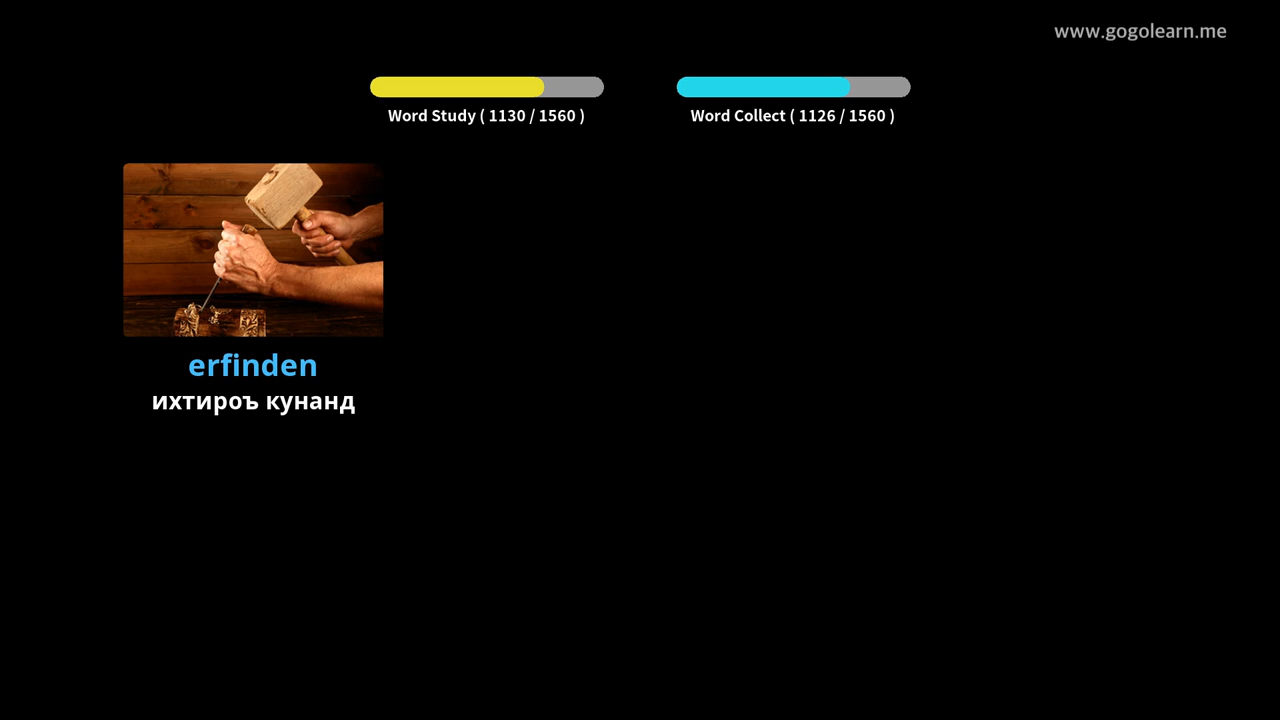 www.gogolearn.me
Word Study ( 1130 / 1560 )
Word Collect ( 1126 / 1560 )
erfinden
ихтироъ кунанд